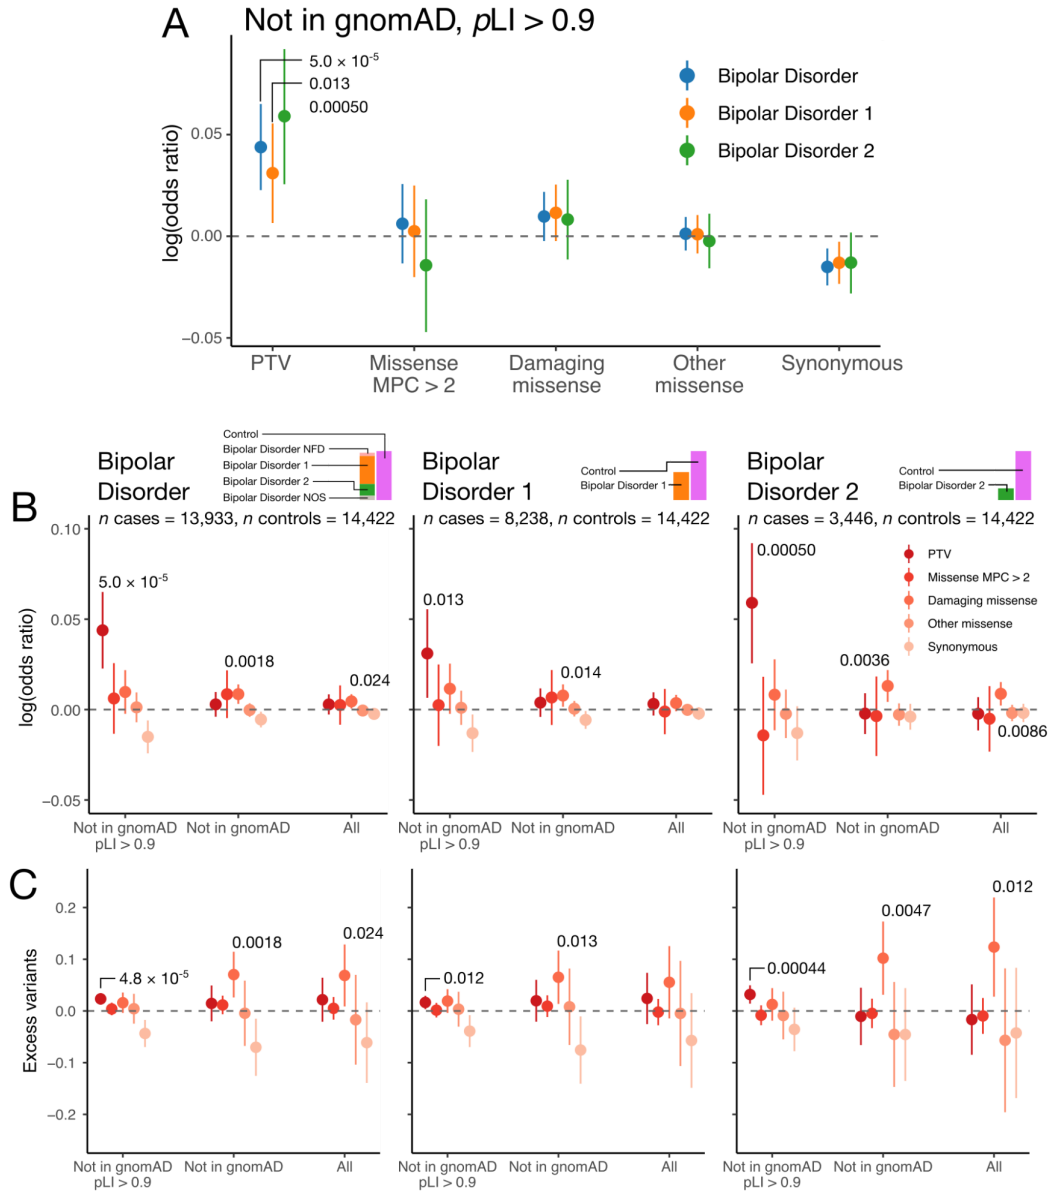 A
Not in gnomAD, pLI > 0.9
5.0 × 10-5
0.013
0.00050
Bipolar Disorder
Bipolar Disorder 1
Bipolar Disorder 2
log(odds ratio)
0.05
0.00
−0.05
PTV
Missense
MPC > 2
Damaging
missense
Other
missense
Synonymous
B
Bipolar
Disorder
Control
Bipolar Disorder NFD
Bipolar Disorder 1
Bipolar Disorder 2
Bipolar Disorder NOS
n cases = 13,933, n controls = 14,422
Bipolar
Disorder 1
Control
Bipolar Disorder 1
n cases = 8,238, n controls = 14,422
Bipolar
Disorder 2
Control
Bipolar Disorder 2
n cases = 3,446, n controls = 14,422
log(odds ratio)
0.10
0.05
0.00
−0.05
5.0 × 10-5
0.0018
0.024
Not in gnomAD
pLI > 0.9
Not in gnomAD
All
0.013
0.014
Not in gnomAD
pLI > 0.9
Not in gnomAD
All
0.00050
0.0036
0.0086
PTV
Missense MPC > 2
Damaging missense
Other missense
Synonymous
Not in gnomAD
pLI > 0.9
Not in gnomAD
All
C
Excess variants
0.2
0.1
0.0
−0.1
−0.2
4.8 × 10-5
0.0018
0.024
Not in gnomAD
pLI > 0.9
Not in gnomAD
All
0.012
0.013
Not in gnomAD
pLI > 0.9
Not in gnomAD
All
0.00044
0.0047
0.012
Not in gnomAD
pLI > 0.9
Not in gnomAD
All